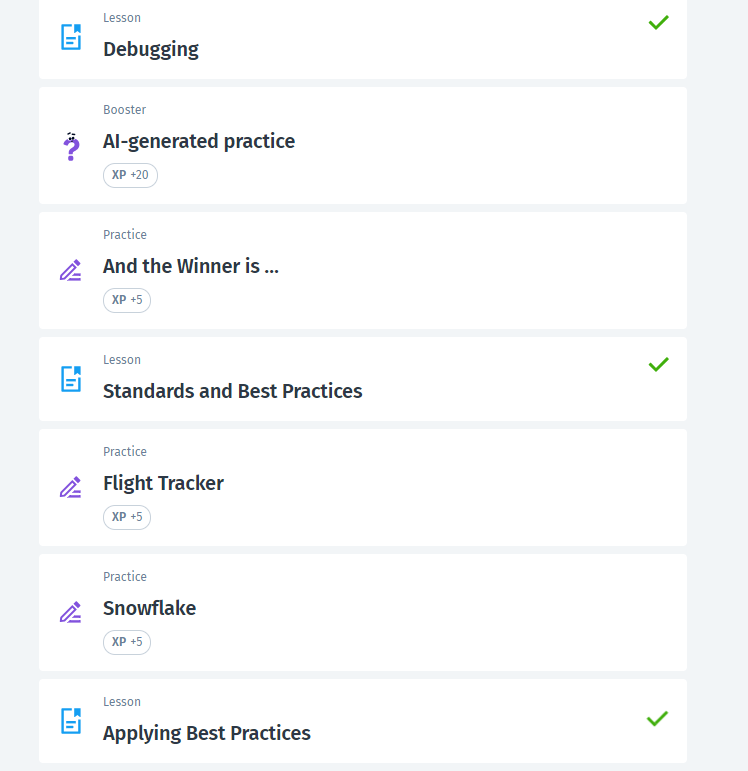 Lesson
Debugging
Booster
AI-generated practice
XP +20
Practice
And the Winner is ...
XP +5
Lesson
Standards and Best Practices
Practice
Flight Tracker
XP +5
Practice
Snowflake
XP +5
Lesson
Applying Best Practices